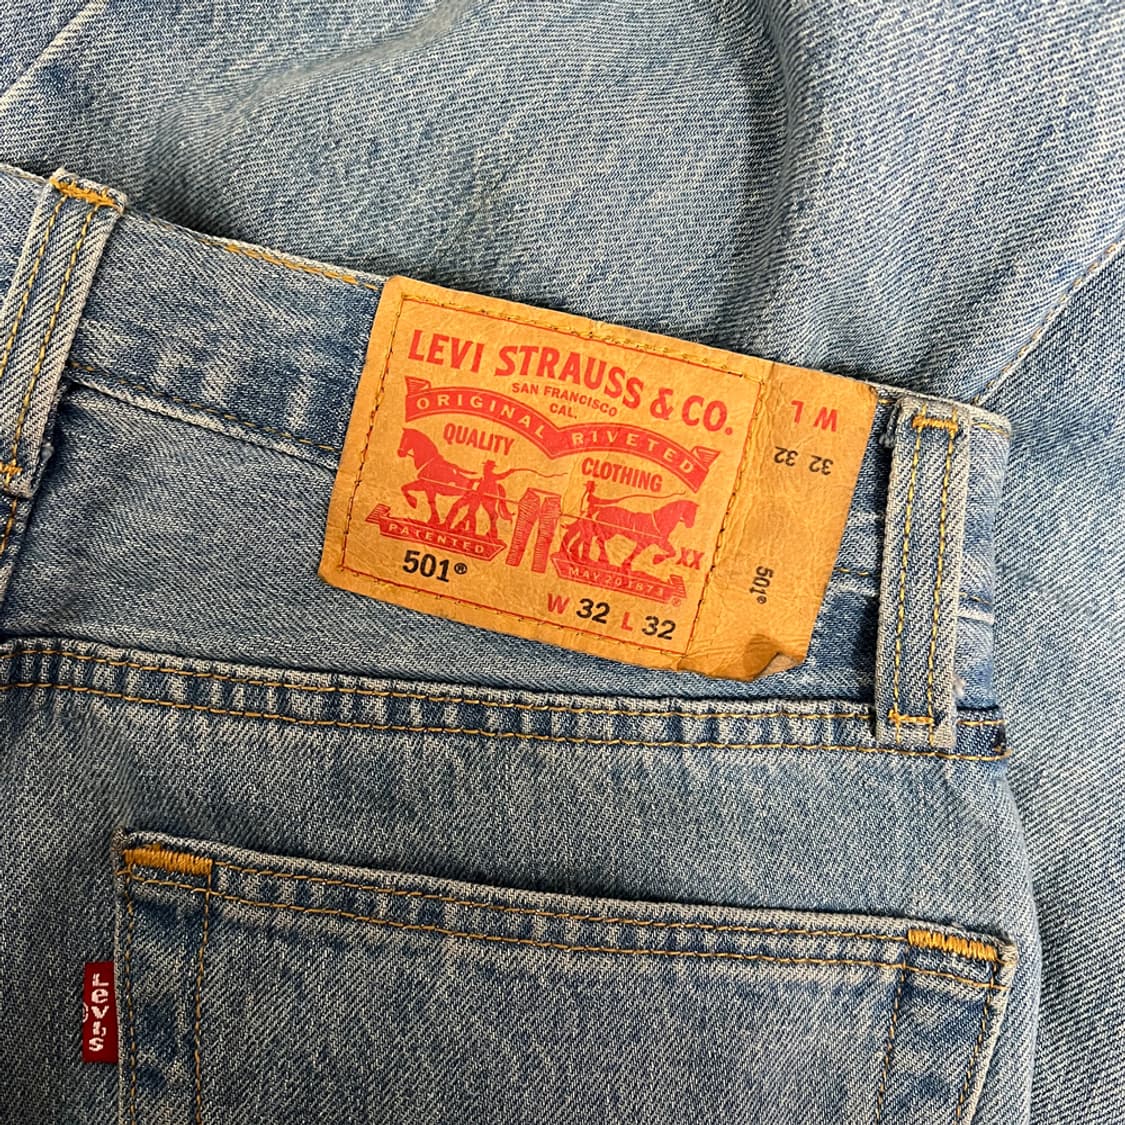 LEVI STRAUSS & CO.
SAN FRANCISCO
CAL.
ORIGINAL RIVETED
QUALITY
CLOTHING
XX
PATENTED
MAY 20 1873
501®
W 32 L 32
W L
32 32
501®
Levi's